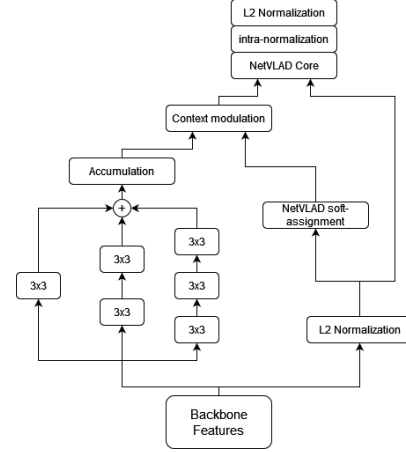 L2 Normalization
intra-normalization
NetVLAD Core
Context modulation
Accumulation
+
NetVLAD soft-
assignment
3x3
3x3
3x3
3x3
3x3
3x3
L2 Normalization
Backbone
Features